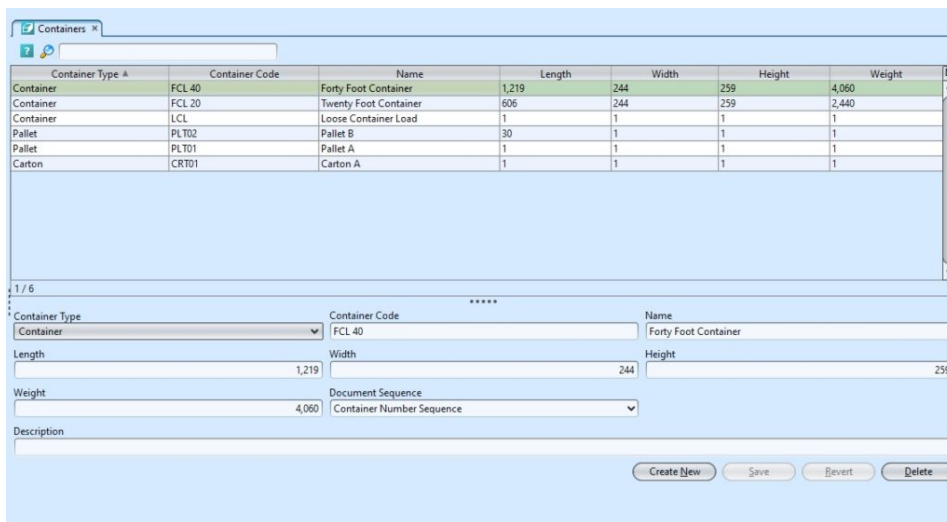 Containers
?
Container Type Container Code Name Length Width Height Weight
Container FCL 40 Forty Foot Container 1,219 244 259 4,060
Container FCL 20 Twenty Foot Container 606 244 259 2,440
Container LCL Loose Container Load 1 1 1 1
Pallet PLT02 Pallet B 30 1 1 1
Pallet PLT01 Pallet A 1 1 1 1
Carton CRT01 Carton A 1 1 1 1
1 / 6
Container Type Container Code Name
Container FCL 40 Forty Foot Container
Length Width Height
1,219 244 259
Weight Document Sequence
4,060 Container Number Sequence
Description
Create New Save Revert Delete